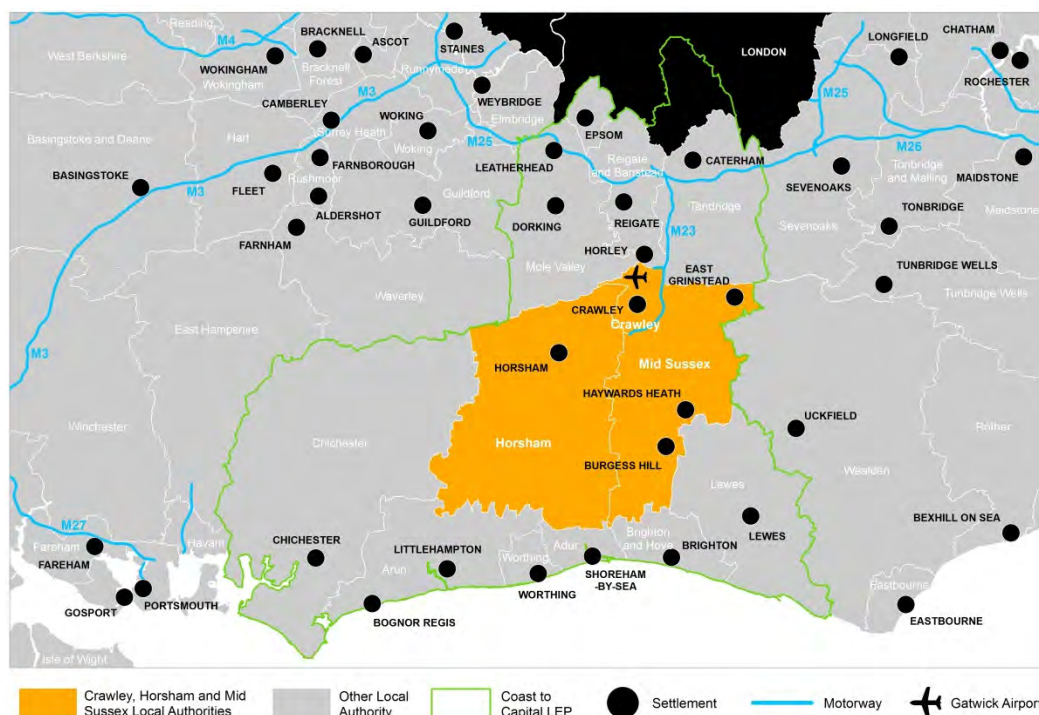 Reading
M4
BRACKNELL
ASCOT
STAINES
LONDON
LONGFIELD
CHATHAM
West Berkshire
WOKINGHAM
Wokingham
Bracknell
Forest
Runnymede
ROCHESTER
CAMBERLEY
M3
WEYBRIDGE
Elmbridge
M25
Basingstoke and Deane
Hart
Surrey Heath
WOKING
Woking
M25
EPSOM
M26
LEATHERHEAD
Reigate
and Banstead
CATERHAM
BASINGSTOKE
M3
FLEET
FARNBOROUGH
Rushmoor
SEVENOAKS
Tonbridge
and Malling
MAIDSTONE
ALDERSHOT
Guildford
GUILDFORD
DORKING
REIGATE
Tandridge
Sevenoaks
TONBRIDGE
Maidstone
FARNHAM
M23
HORLEY
Mole Valley
EAST
GRINSTEAD
TUNBRIDGE WELLS
Tunbridge Wells
Waverley
CRAWLEY
Crawley
M3
East Hampshire
HORSHAM
Mid Sussex
HAYWARDS HEATH
UCKFIELD
Winchester
Chichester
Horsham
BURGESS HILL
Rother
Wealden
Lewes
M27
Fareham
FAREHAM
Havant
CHICHESTER
Arun
LITTLEHAMPTON
Worthing
Adur
Brighton
and Hove
BRIGHTON
LEWES
BEXHILL ON SEA
GOSPORT
PORTSMOUTH
BOGNOR REGIS
WORTHING
SHOREHAM
-BY-SEA
Eastbourne
EASTBOURNE
Isle of Wight
Crawley, Horsham and Mid
Sussex Local Authorities
Other Local
Authority
Coast to
Capital LEP
Settlement
Motorway
Gatwick Airport